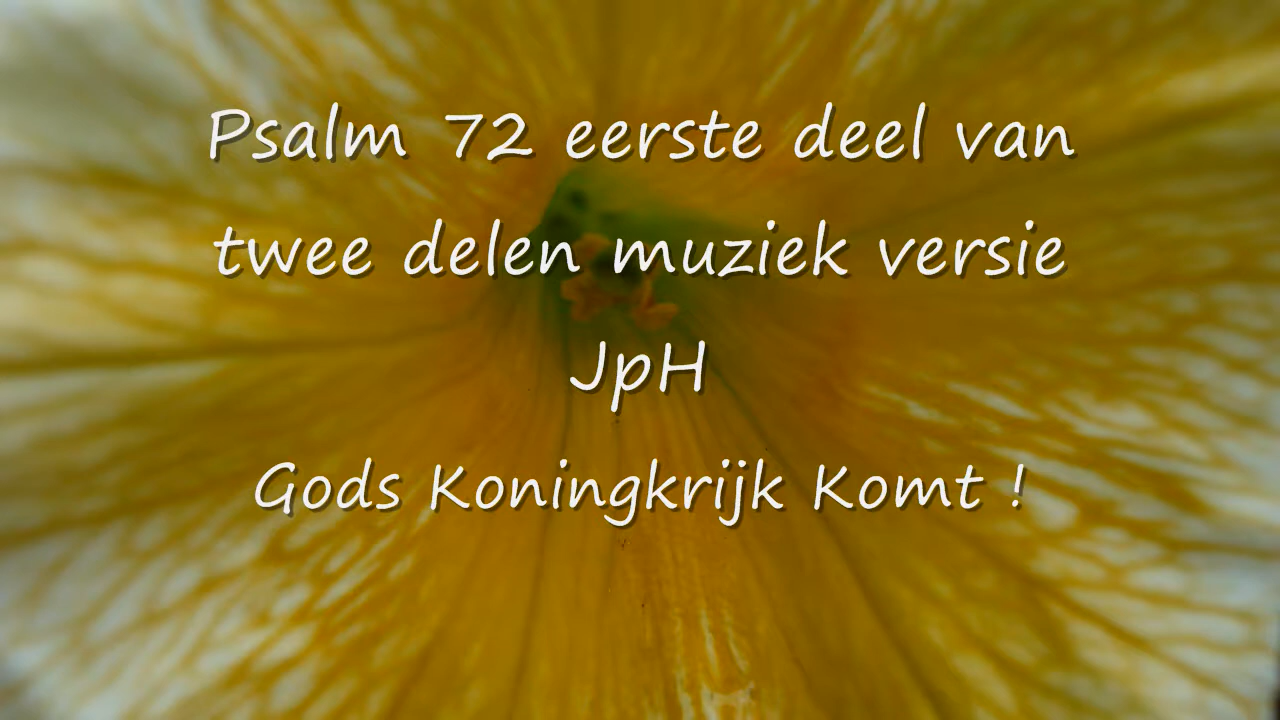 Psalm 72 eerste deel van
twee delen muziek versie
JpH
Gods Koningkrijk Komt !